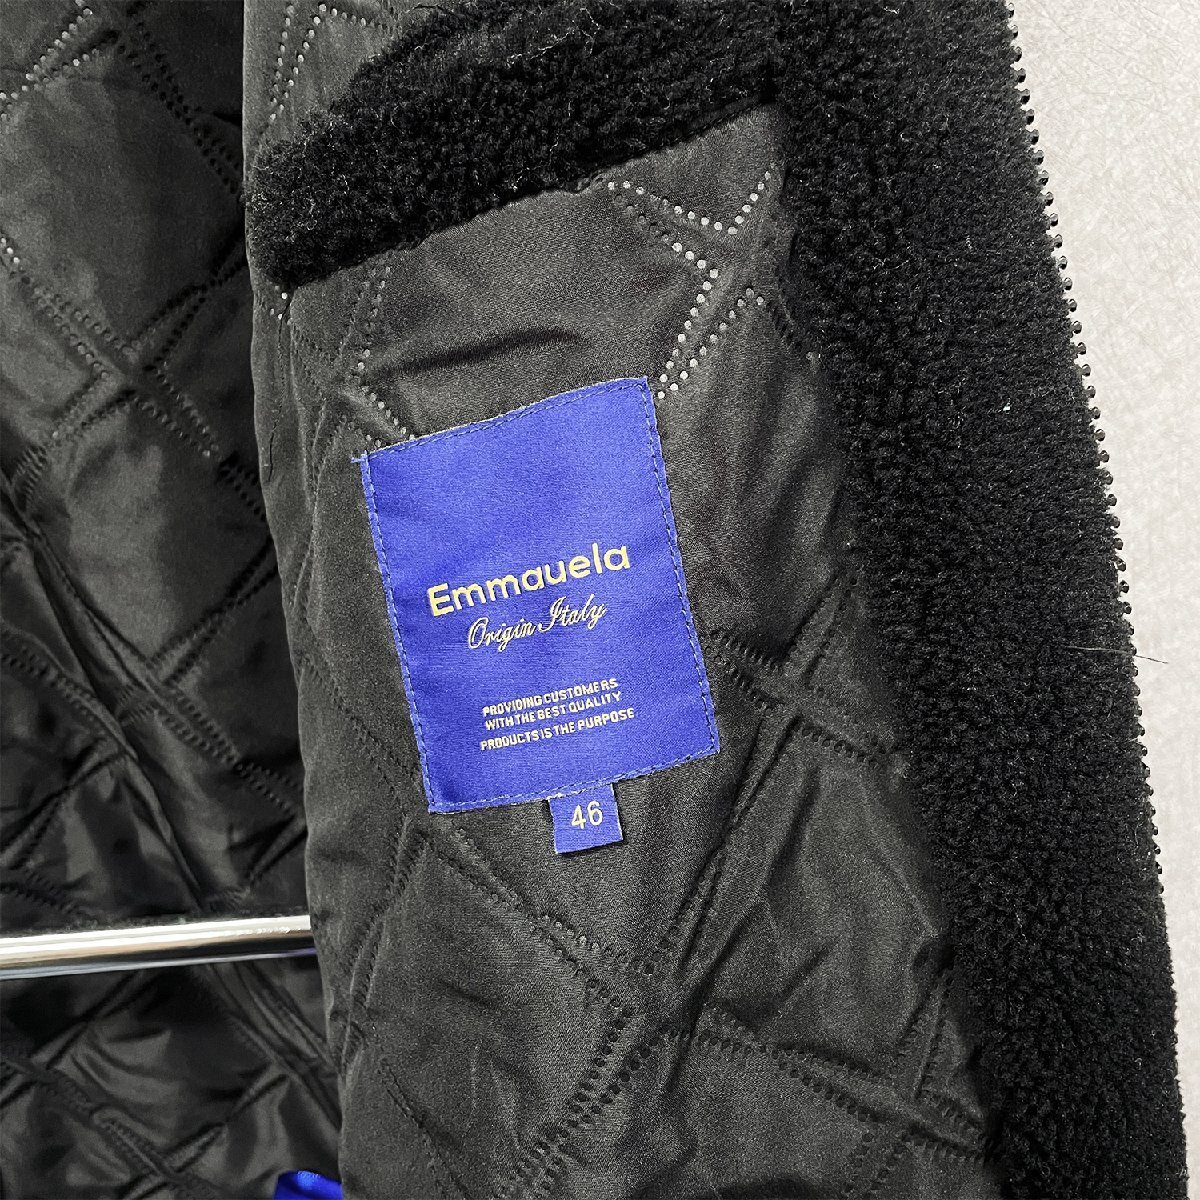 Emmauela
Origin Italy
PROVIDING CUSTOMERS
WITH THE BEST QUALITY
PRODUCTS IS THE PURPOSE
46